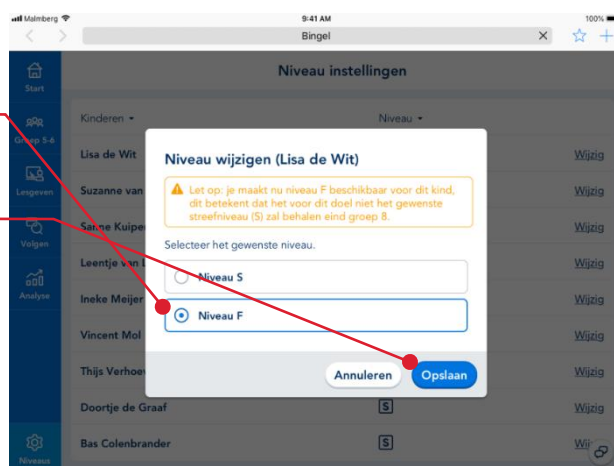 Malmberg
9:41 AM
100%
Bingel
Start
Niveau instellingen
Groep 5-6
Kinderen
Niveau
Lesgeven
Lisa de Wit
Wijzig
Suzanne van
Wijzig
Volgen
Sanne Kuiper
Wijzig
Leentje van
Wijzig
Analyse
Ineke Meijer
Wijzig
Vincent Mol
Wijzig
Thijs Verhoev
Wijzig
Doortje de Graaf
S
Wijzig
Niveaus
Bas Colenbrander
S
Niveau wijzigen (Lisa de Wit)
Let op: je maakt nu niveau F beschikbaar voor dit kind,
dit betekent dat het voor dit doel niet het gewenste
streefniveau (S) zal behalen eind groep 8.
Selecteer het gewenste niveau.
Niveau S
Niveau F
Annuleren
Opslaan